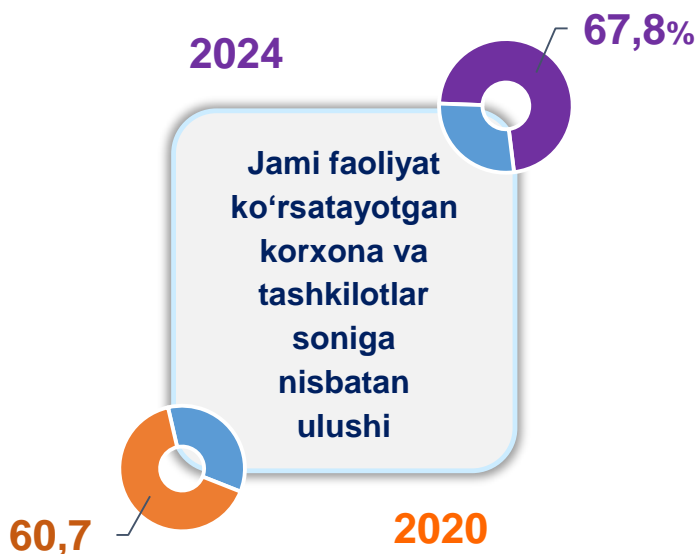 67,8%
2024
Jami faoliyat
ko‘rsatayotgan
korxona va
tashkilotlar
soniga
nisbatan
ulushi
60,7
2020